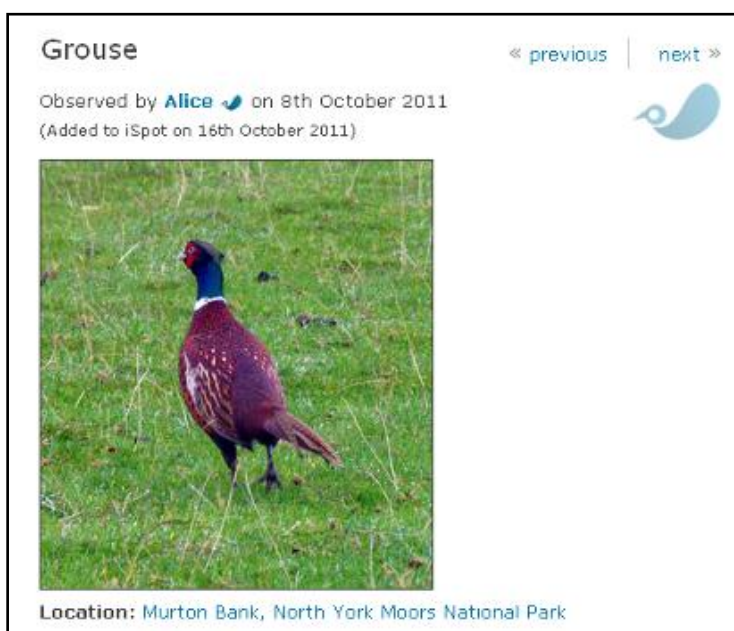 Grouse
« previous next »
Observed by Alice on 8th October 2011
(Added to iSpot on 16th October 2011)
Location: Murton Bank, North York Moors National Park